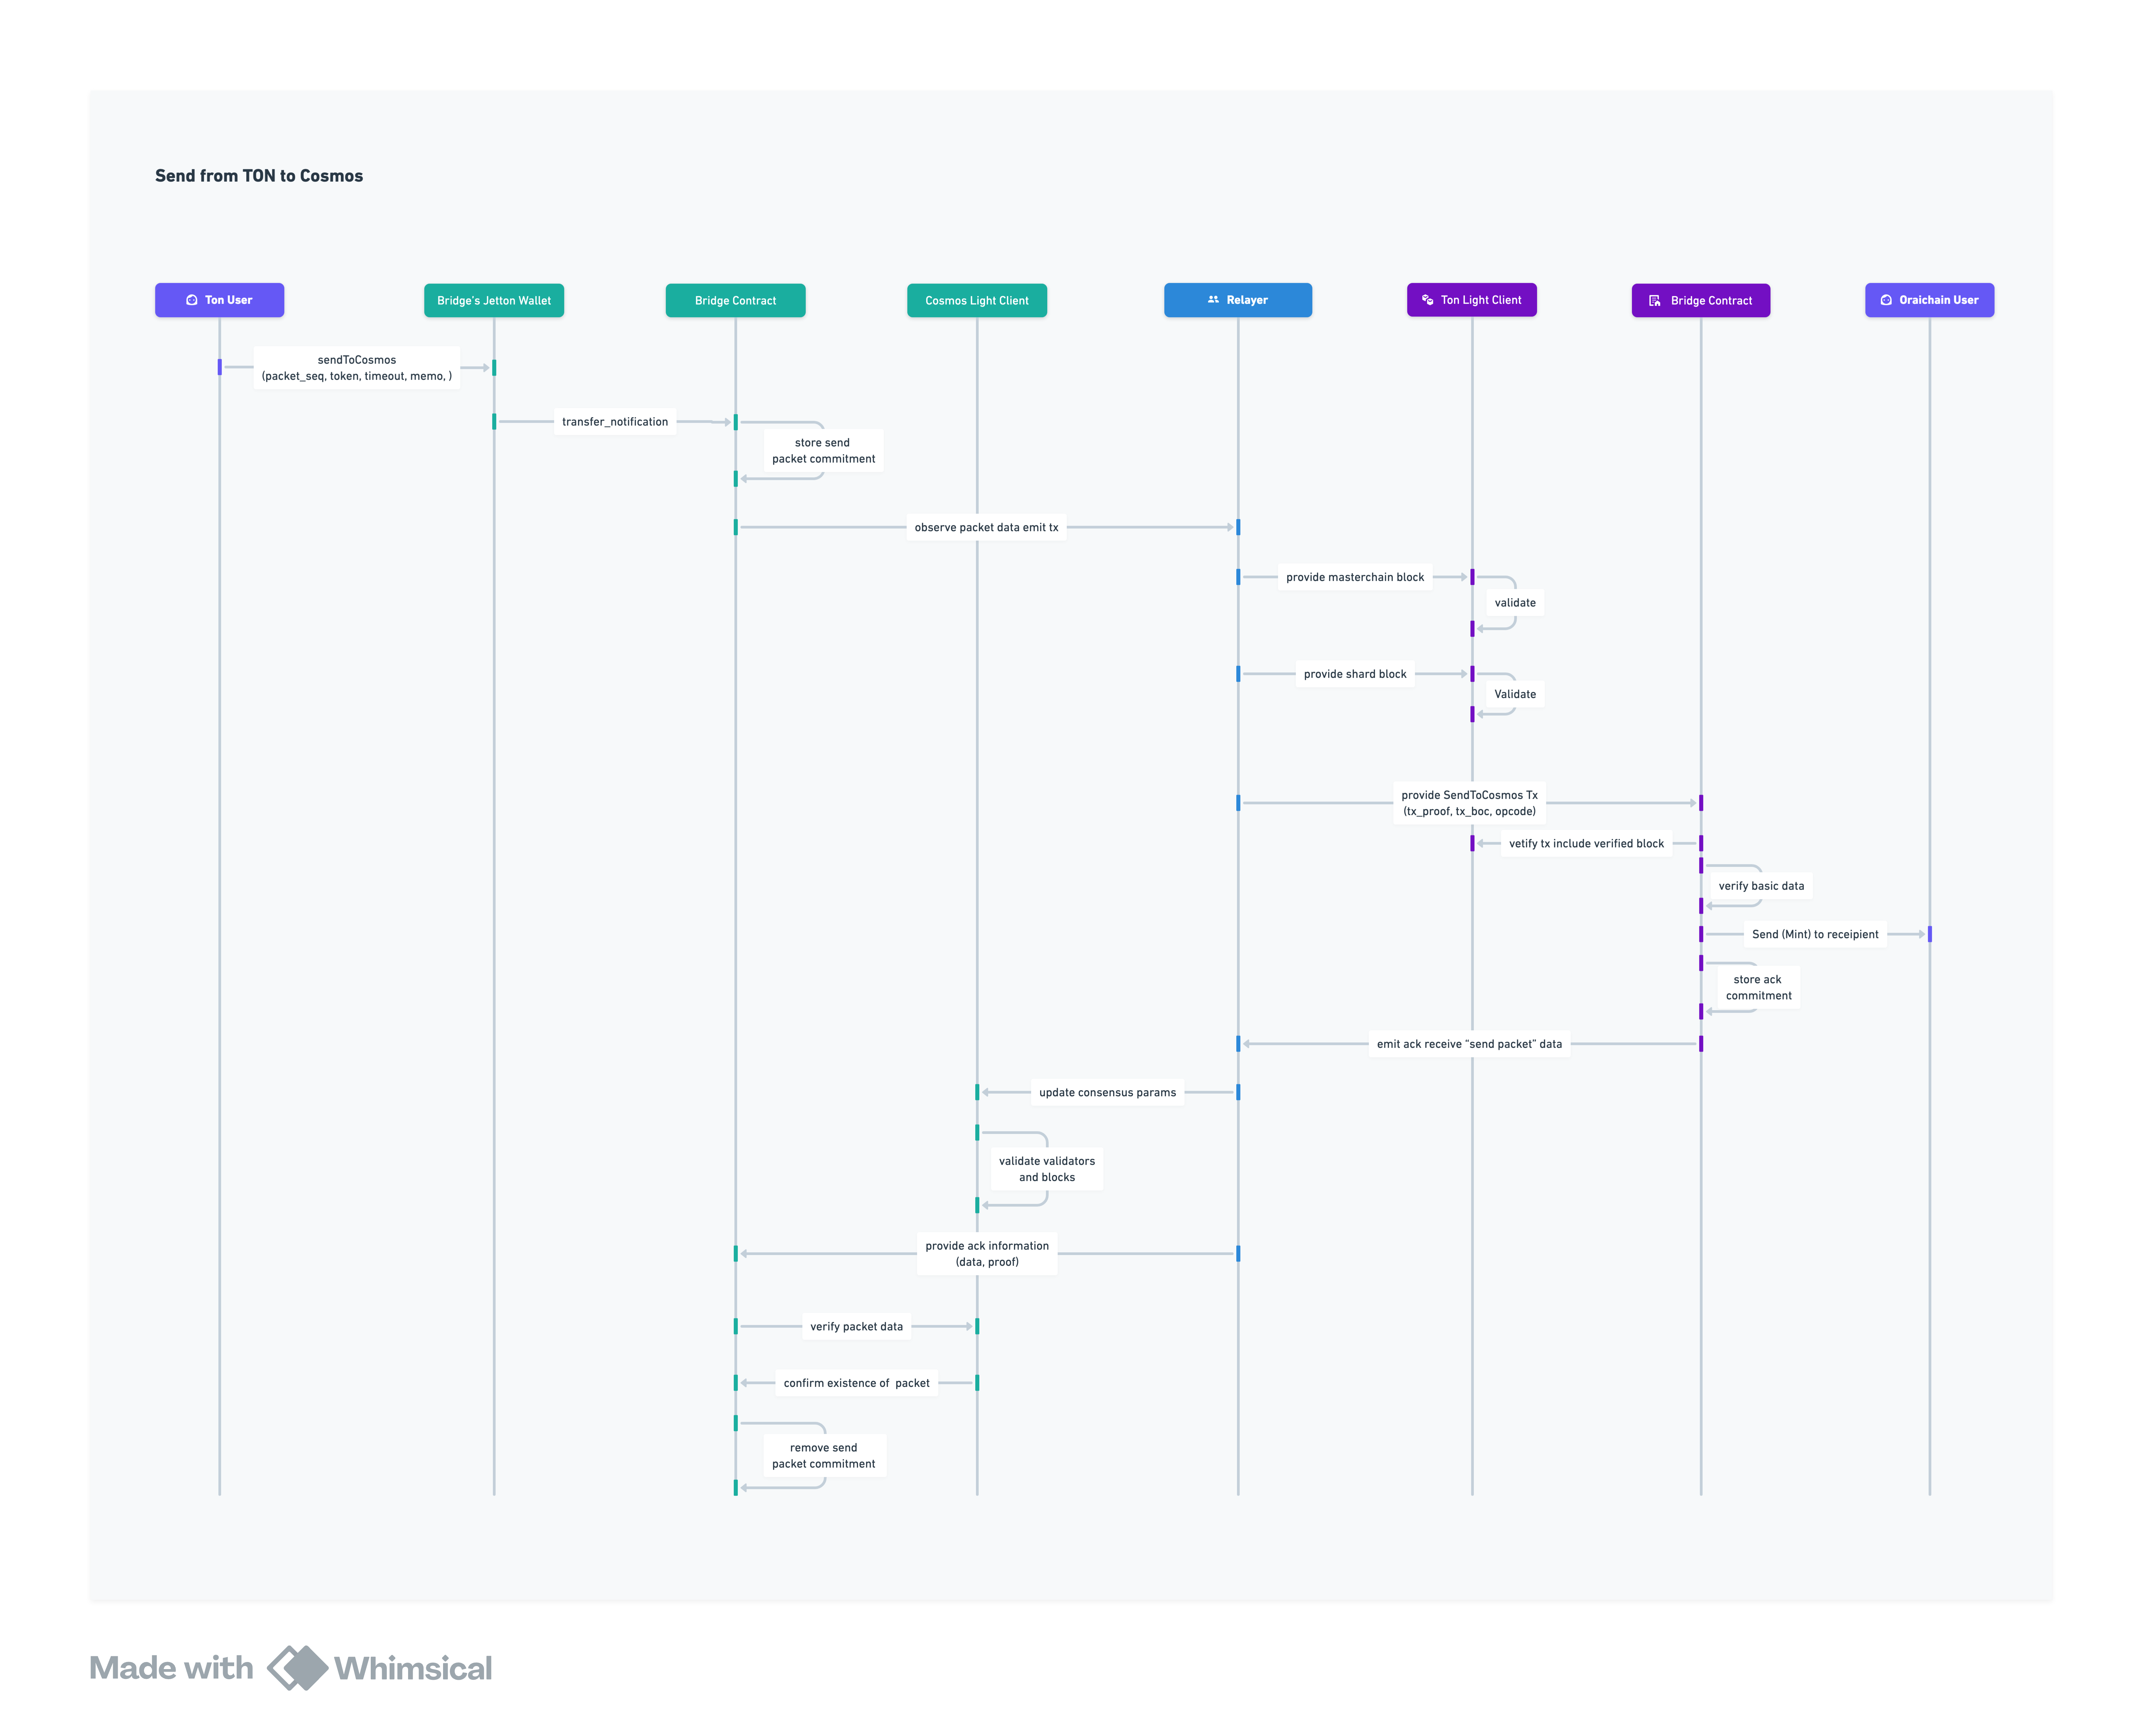 Send from TON to Cosmos
Ton User
Bridge's Jetton Wallet
Bridge Contract
Cosmos Light Client
Relayer
Ton Light Client
Bridge Contract
Oraichain User
sendToCosmos
(packet_seq, token, timeout, memo, )
transfer_notification
store send
packet commitment
observe packet data emit tx
provide masterchain block
validate
provide shard block
Validate
provide SendToCosmos Tx
(tx_proof, tx_boc, opcode)
vetify tx include verified block
verify basic data
Send (Mint) to receipient
store ack
commitment
emit ack receive “send packet” data
update consensus params
validate validators
and blocks
provide ack information
(data, proof)
verify packet data
confirm existence of  packet
remove send
packet commitment
Made with Whimsical